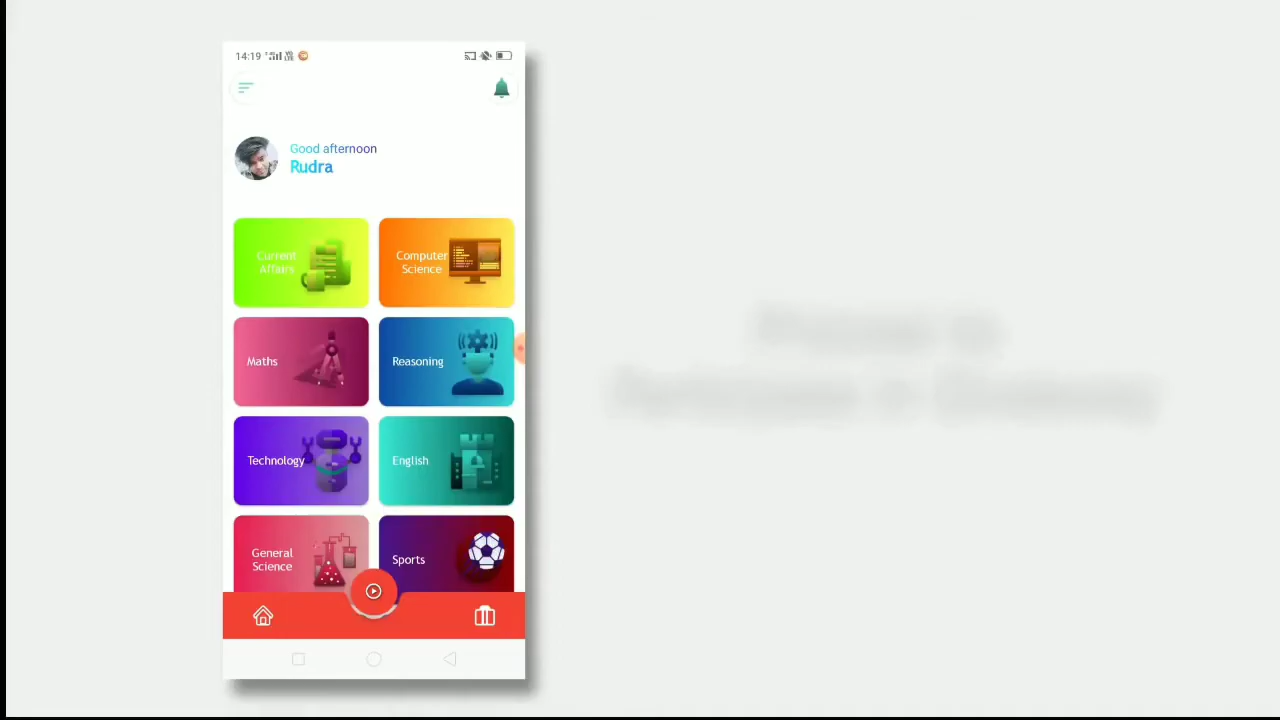 14:19
Good afternoon
Rudra
Current
Affairs
Computer
Science
Maths
Reasoning
Technology
English
General
Science
Sports